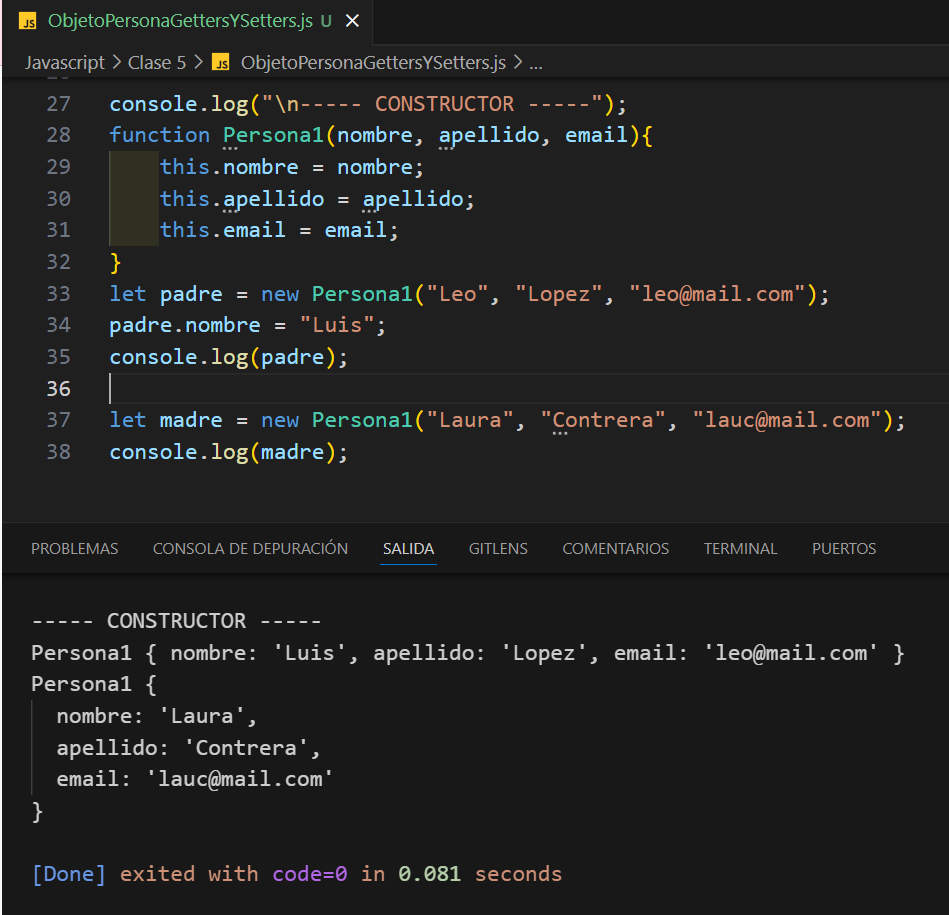 JS ObjetoPersonaGettersYSetters.js U ×
Javascript > Clase 5 > JS ObjetoPersonaGettersYSetters.js > ...
27 console.log("\n----- CONSTRUCTOR -----");
28 function Persona1(nombre, apellido, email){
29 this.nombre = nombre;
30 this.apellido = apellido;
31 this.email = email;
32 }
33 let padre = new Persona1("Leo", "Lopez", "leo@mail.com");
34 padre.nombre = "Luis";
35 console.log(padre);
36
37 let madre = new Persona1("Laura", "Contrera", "lauc@mail.com");
38 console.log(madre);
PROBLEMAS CONSOLA DE DEPURACIÓN SALIDA GITLENS COMENTARIOS TERMINAL PUERTOS
----- CONSTRUCTOR -----
Persona1 { nombre: 'Luis', apellido: 'Lopez', email: 'leo@mail.com' }
Persona1 {
nombre: 'Laura',
apellido: 'Contrera',
email: 'lauc@mail.com'
}
[Done] exited with code=0 in 0.081 seconds